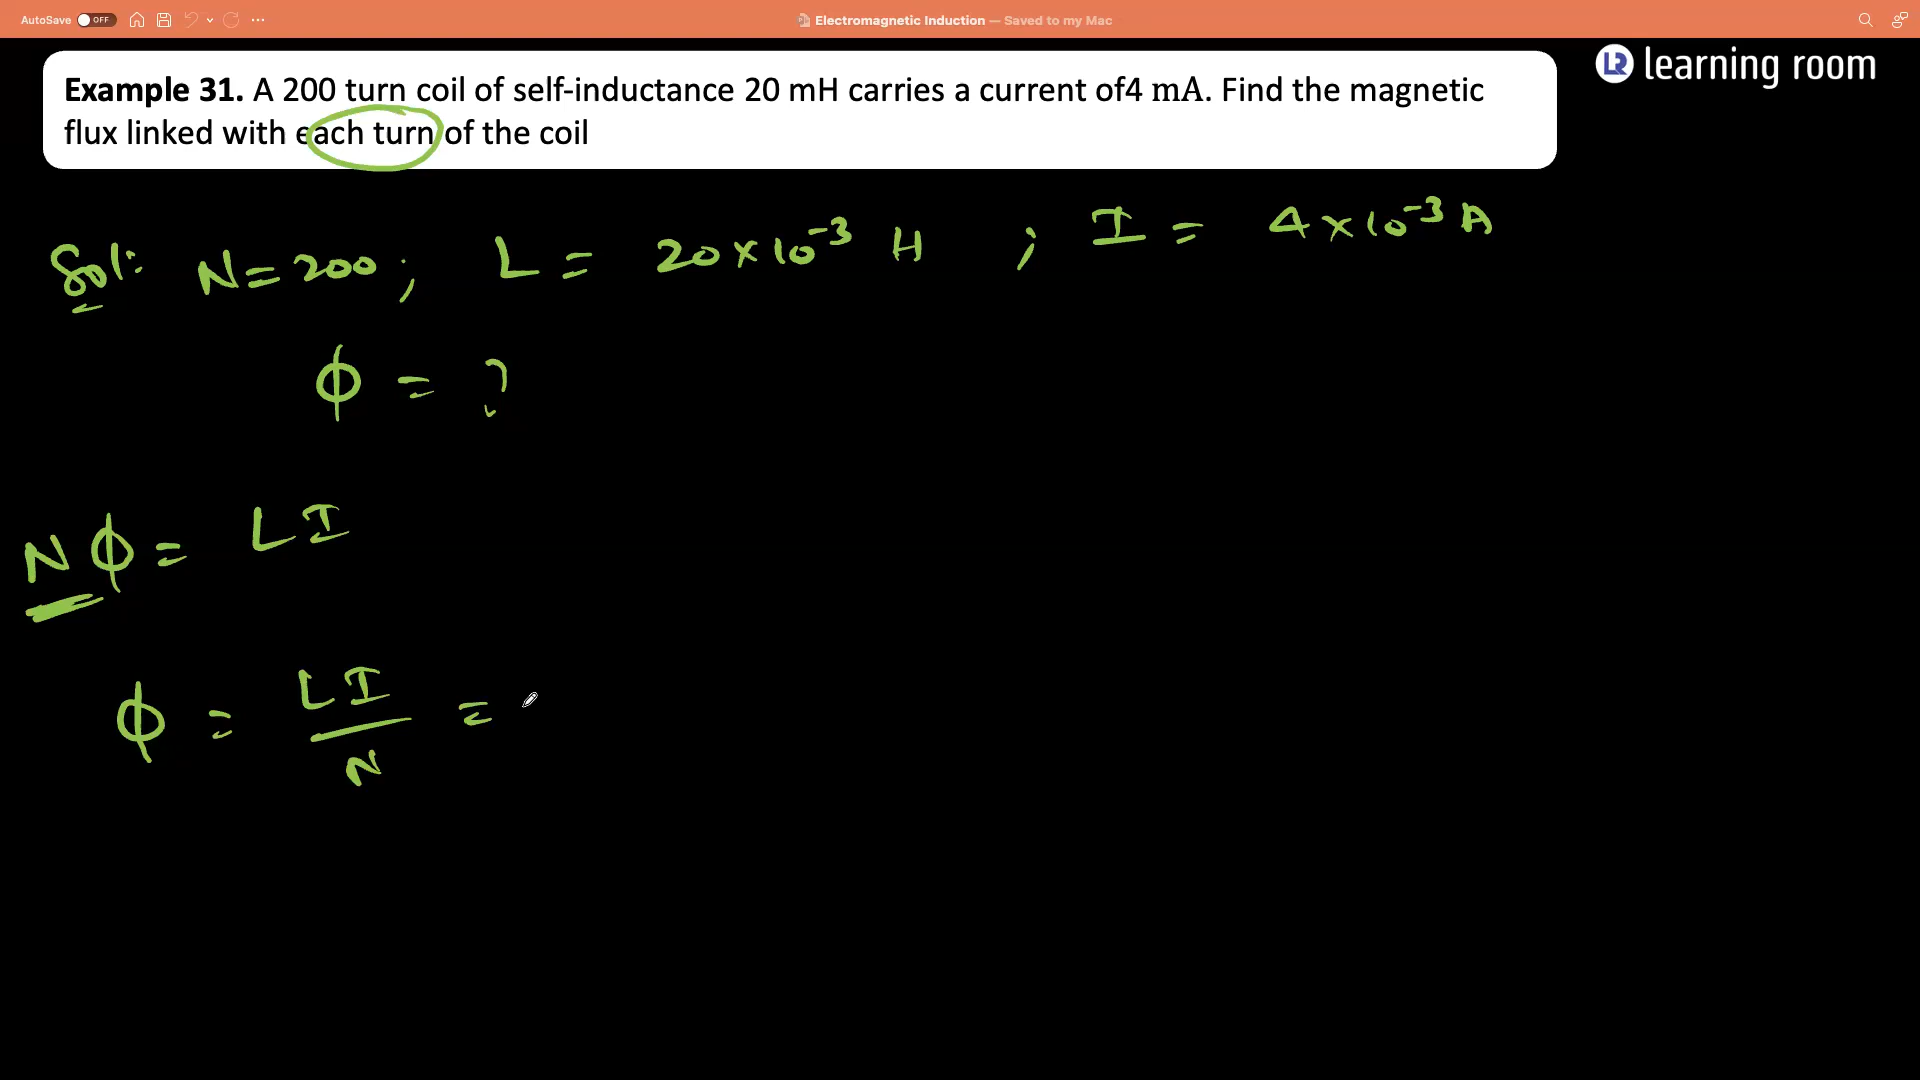 AutoSave OFF
Electromagnetic Induction — Saved to my Mac
Example 31. A 200 turn coil of self-inductance 20 mH carries a current of4 mA. Find the magnetic
flux linked with each turn of the coil
LR learning room
Sol: N = 200 ; L = 20 × 10⁻³ H ; I = 4 × 10⁻³ A
ϕ = ?
Nϕ = LI
ϕ = LI/N =